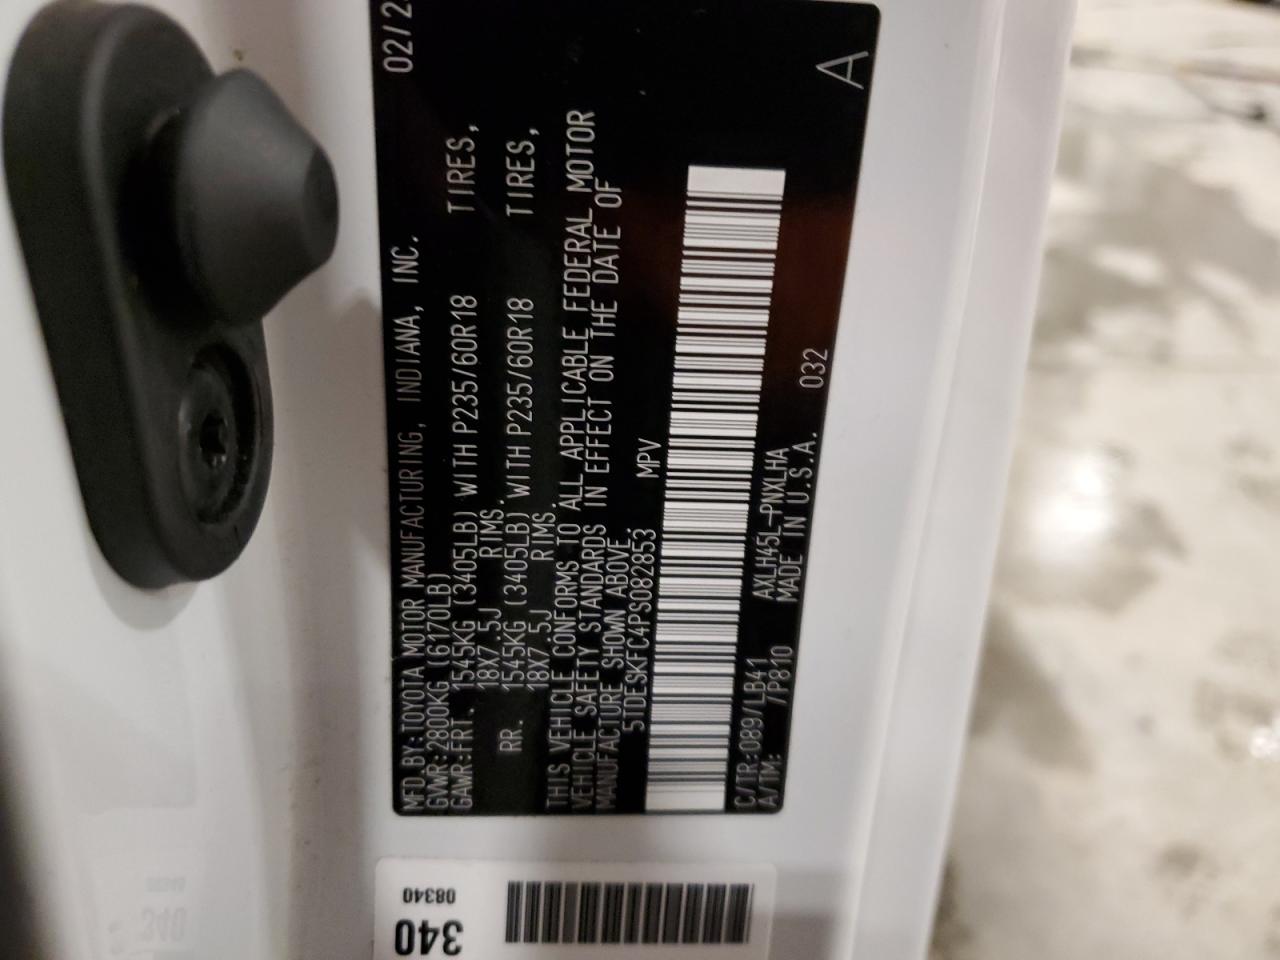 02/2
MFD.BY:TOYOTA MOTOR MANUFACTURING, INDIANA, INC.
GVWR:2800KG(6170LB)
GAWR:FRT. 1545KG(3405LB) WITH P235/60R18 TIRES,
18X7.5J RIMS.
RR. 1545KG(3405LB) WITH P235/60R18 TIRES,
18X7.5J RIMS.
THIS VEHICLE CONFORMS TO ALL APPLICABLE FEDERAL MOTOR
VEHICLE SAFETY STANDARDS IN EFFECT ON THE DATE OF
MANUFACTURE SHOWN ABOVE.
5TDESKFC4PS082853 MPV
C/TR:089/LB41 AXLH45L-PNXLHA
A/TM: /P810 MADE IN U.S.A. 032
A
08340
340